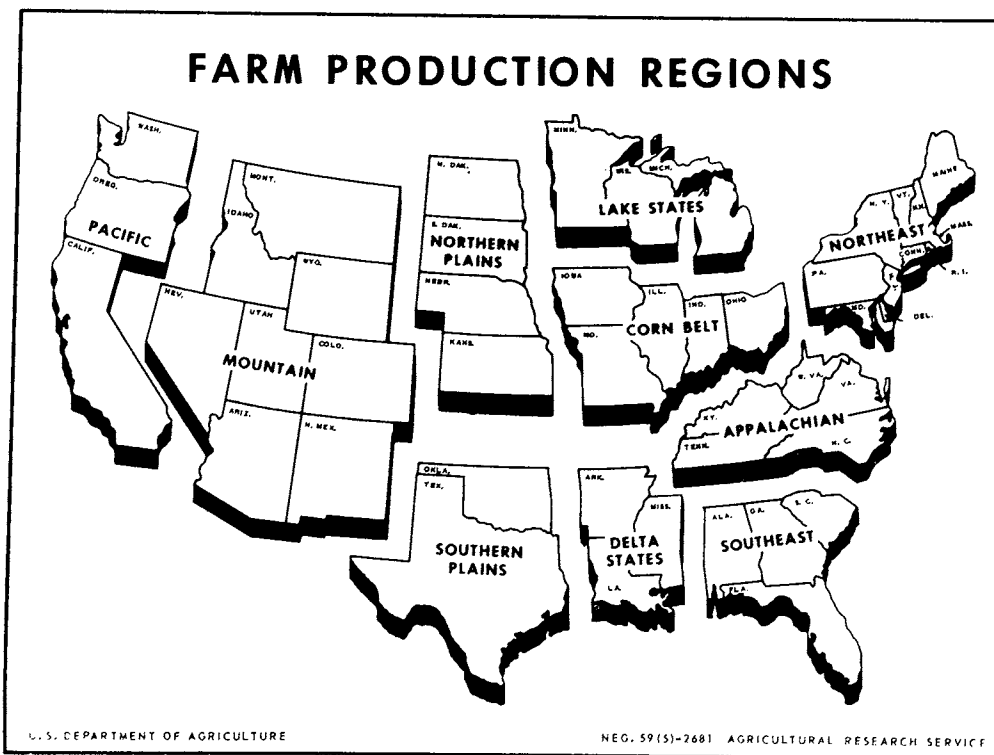 FARM PRODUCTION REGIONS
WASH.
OREG.
PACIFIC
CALIF.
MONT.
IDAHO
WYO.
NEV.
UTAH
COLO.
MOUNTAIN
ARIZ.
N. MEX.
N. DAK.
S. DAK.
NORTHERN
PLAINS
NEBR.
KANS.
MINN.
WIS.
MICH.
LAKE STATES
IOWA
ILL.
IND.
OHIO
MO.
CORN BELT
MAINE
N. Y.
VT.
N.H.
MASS.
NORTHEAST
CONN.
R. I.
PA.
N.
J.
MD.
DEL.
W. VA.
VA.
KY.
APPALACHIAN
TENN.
N. C.
OKLA.
TEX.
SOUTHERN
PLAINS
ARK.
MISS.
DELTA
STATES
LA.
ALA.
GA.
S. C.
SOUTHEAST
FLA.
U. S. DEPARTMENT OF AGRICULTURE
NEG. 59(5)-2681 AGRICULTURAL RESEARCH SERVICE